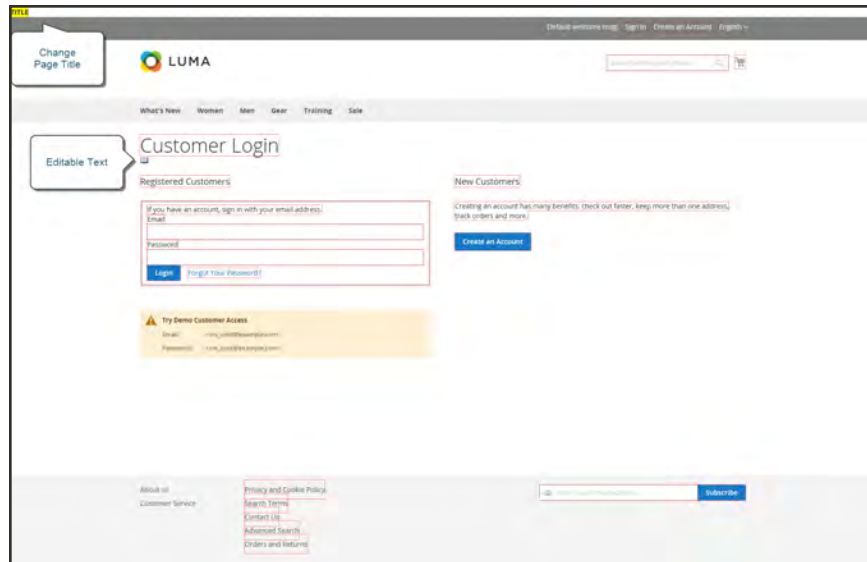 TITLE
Default welcome msg! Sign In Create an Account English
Change
Page Title
LUMA
What's New Women Men Gear Training Sale
Customer Login
Editable Text
Registered Customers
New Customers
If you have an account, sign in with your email address.
Creating an account has many benefits: check out faster, keep more than one address,
track orders and more.
Email
Password
Create an Account
Login Forgot Your Password?
Try Demo Customer Access
Email:
Password:
About us
Privacy and Cookie Policy
Subscribe
Customer Service
Search Terms
Contact Us
Advanced Search
Orders and Returns